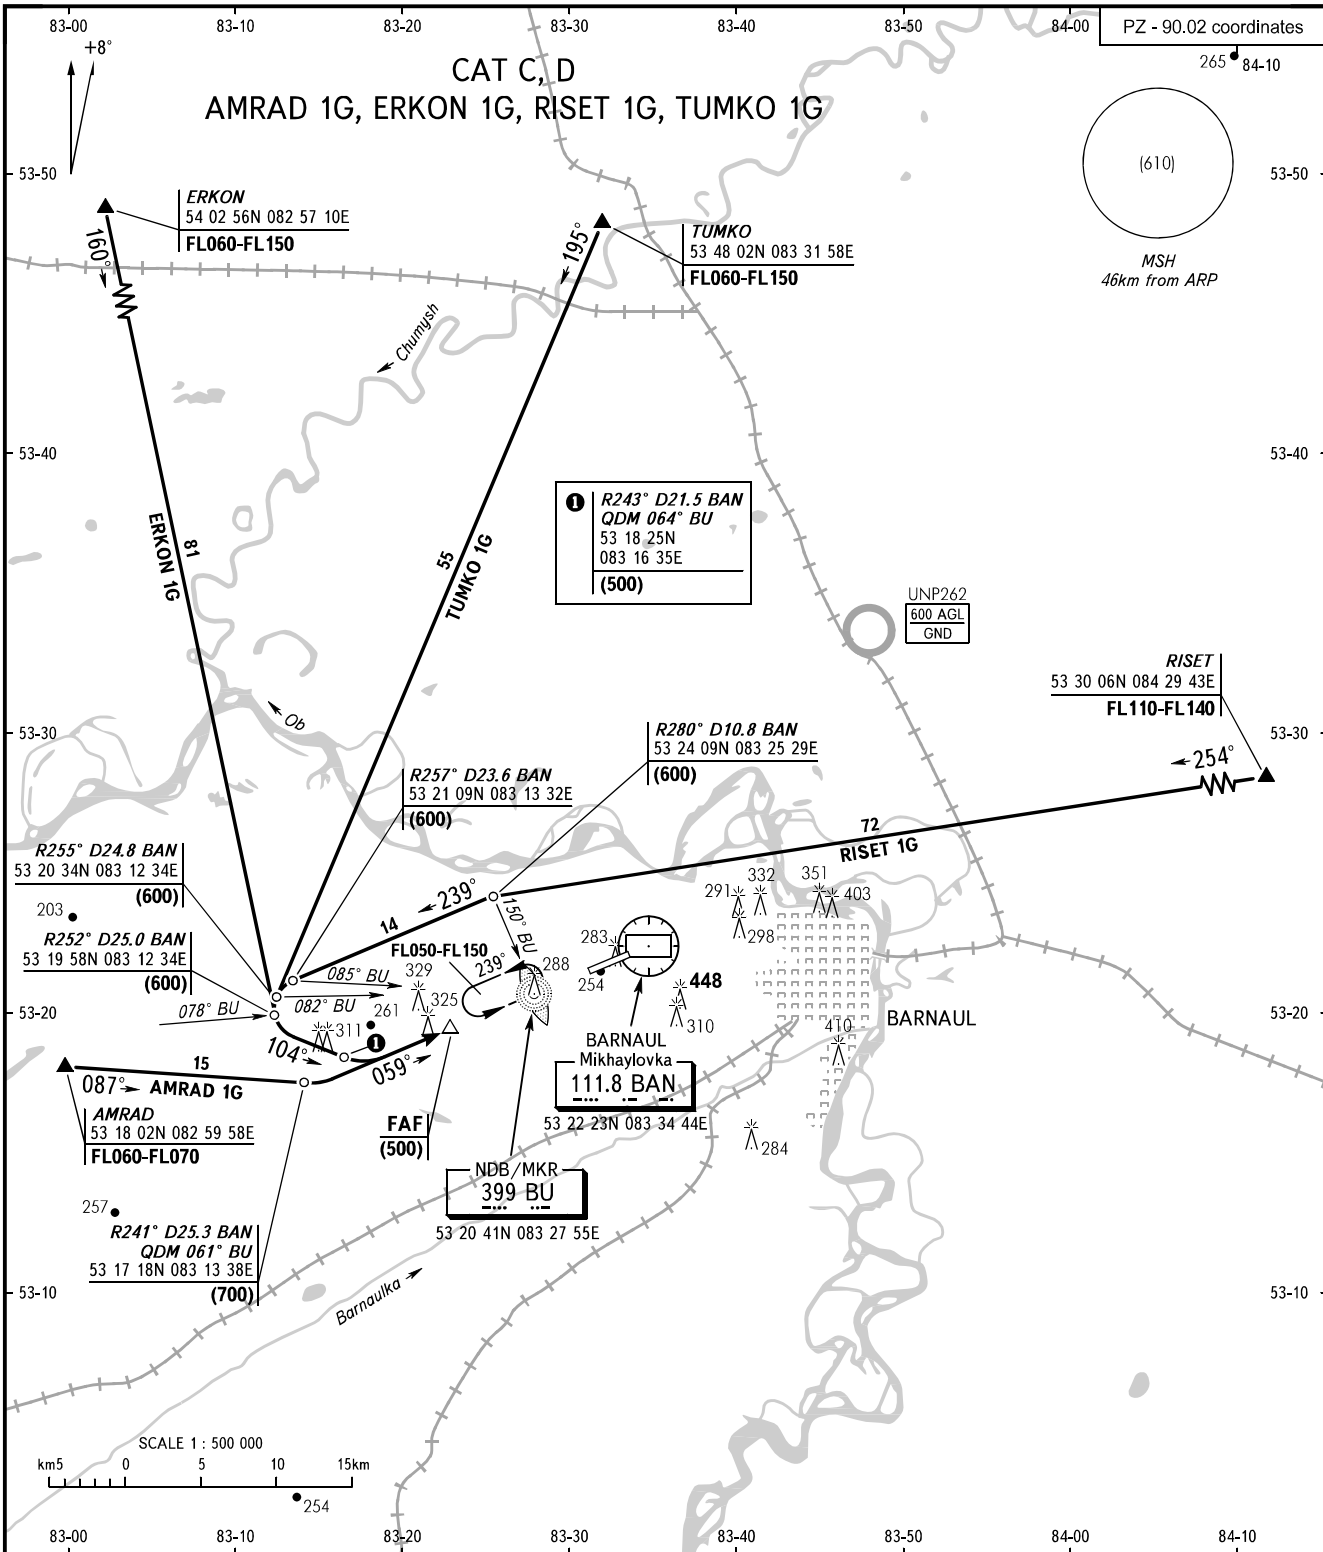 83-00 83-10 83-20 83-30 83-40 83-50 84-00
PZ - 90.02 coordinates
265 84-10
+8°
CAT C, D
AMRAD 1G, ERKON 1G, RISET 1G, TUMKO 1G
53-50
(610)
53-50
MSH
46km from ARP
ERKON
54 02 56N 082 57 10E
FL060-FL150
160°
TUMKO
53 48 02N 083 31 58E
FL060-FL150
195°
Chumysh
53-40
53-40
1
R243° D21.5 BAN
QDM 064° BU
53 18 25N
083 16 35E
(500)
81
ERKON 1G
55
TUMKO 1G
UNP262
600 AGL
GND
RISET
53 30 06N 084 29 43E
FL110-FL140
254°
53-30
53-30
Ob
R280° D10.8 BAN
53 24 09N 083 25 29E
(600)
R257° D23.6 BAN
53 21 09N 083 13 32E
(600)
72
RISET 1G
R255° D24.8 BAN
53 20 34N 083 12 34E
(600)
203
R252° D25.0 BAN
53 19 58N 083 12 34E
(600)
14
239°
150° BU
FL050-FL150
239°
085° BU
082° BU
078° BU
329
325
261
311
288
283
254
291
332
351
403
298
448
310
410
284
53-20
53-20
BARNAUL
1
104°
059°
15
087° AMRAD 1G
AMRAD
53 18 02N 082 59 58E
FL060-FL070
FAF
(500)
BARNAUL
Mikhaylovka
111.8 BAN
53 22 23N 083 34 44E
NDB/MKR
399 BU
53 20 41N 083 27 55E
257
R241° D25.3 BAN
QDM 061° BU
53 17 18N 083 13 38E
(700)
53-10
53-10
Barnaulka
SCALE 1 : 500 000
km5 0 5 10 15km
254
83-00 83-10 83-20 83-30 83-40 83-50 84-00 84-10